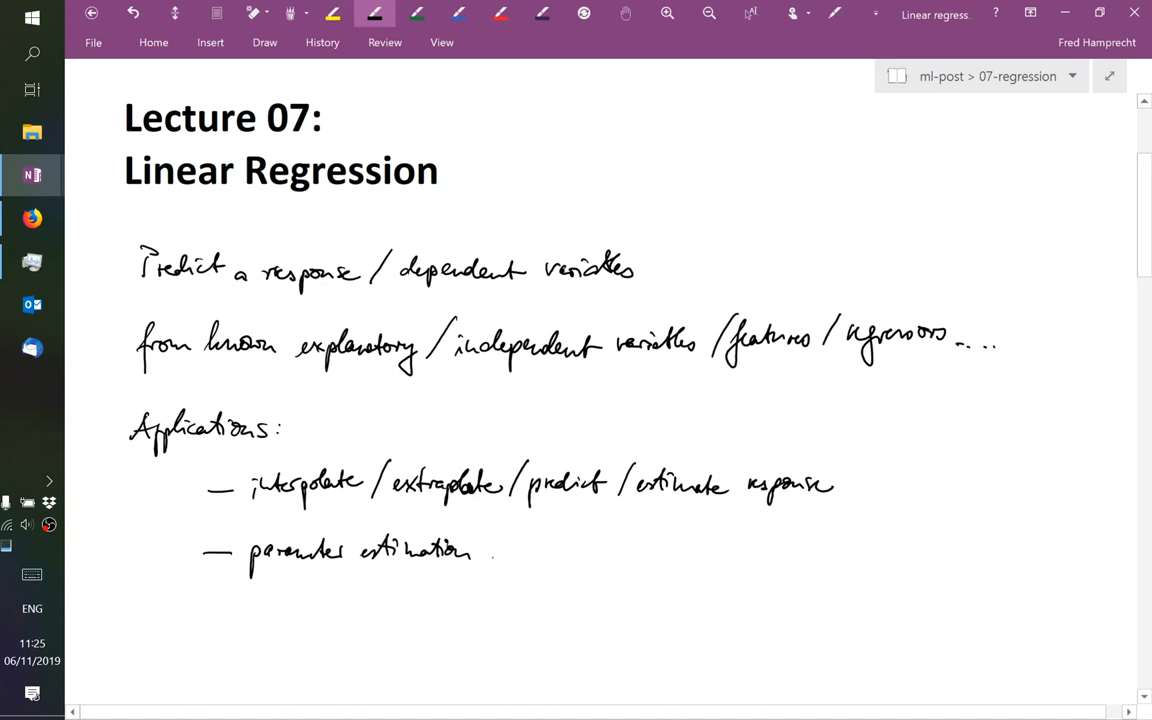 Linear regress..
?
File
Home
Insert
Draw
History
Review
View
Fred Hamprecht
ml-post > 07-regression
Lecture 07:
Linear Regression
Predict a response / dependent variables
from known explanatory / independent variables / features / regressors ....
Applications:
— interpolate / extrapolate / predict / estimate response
— parameter estimation
ENG
11:25
06/11/2019